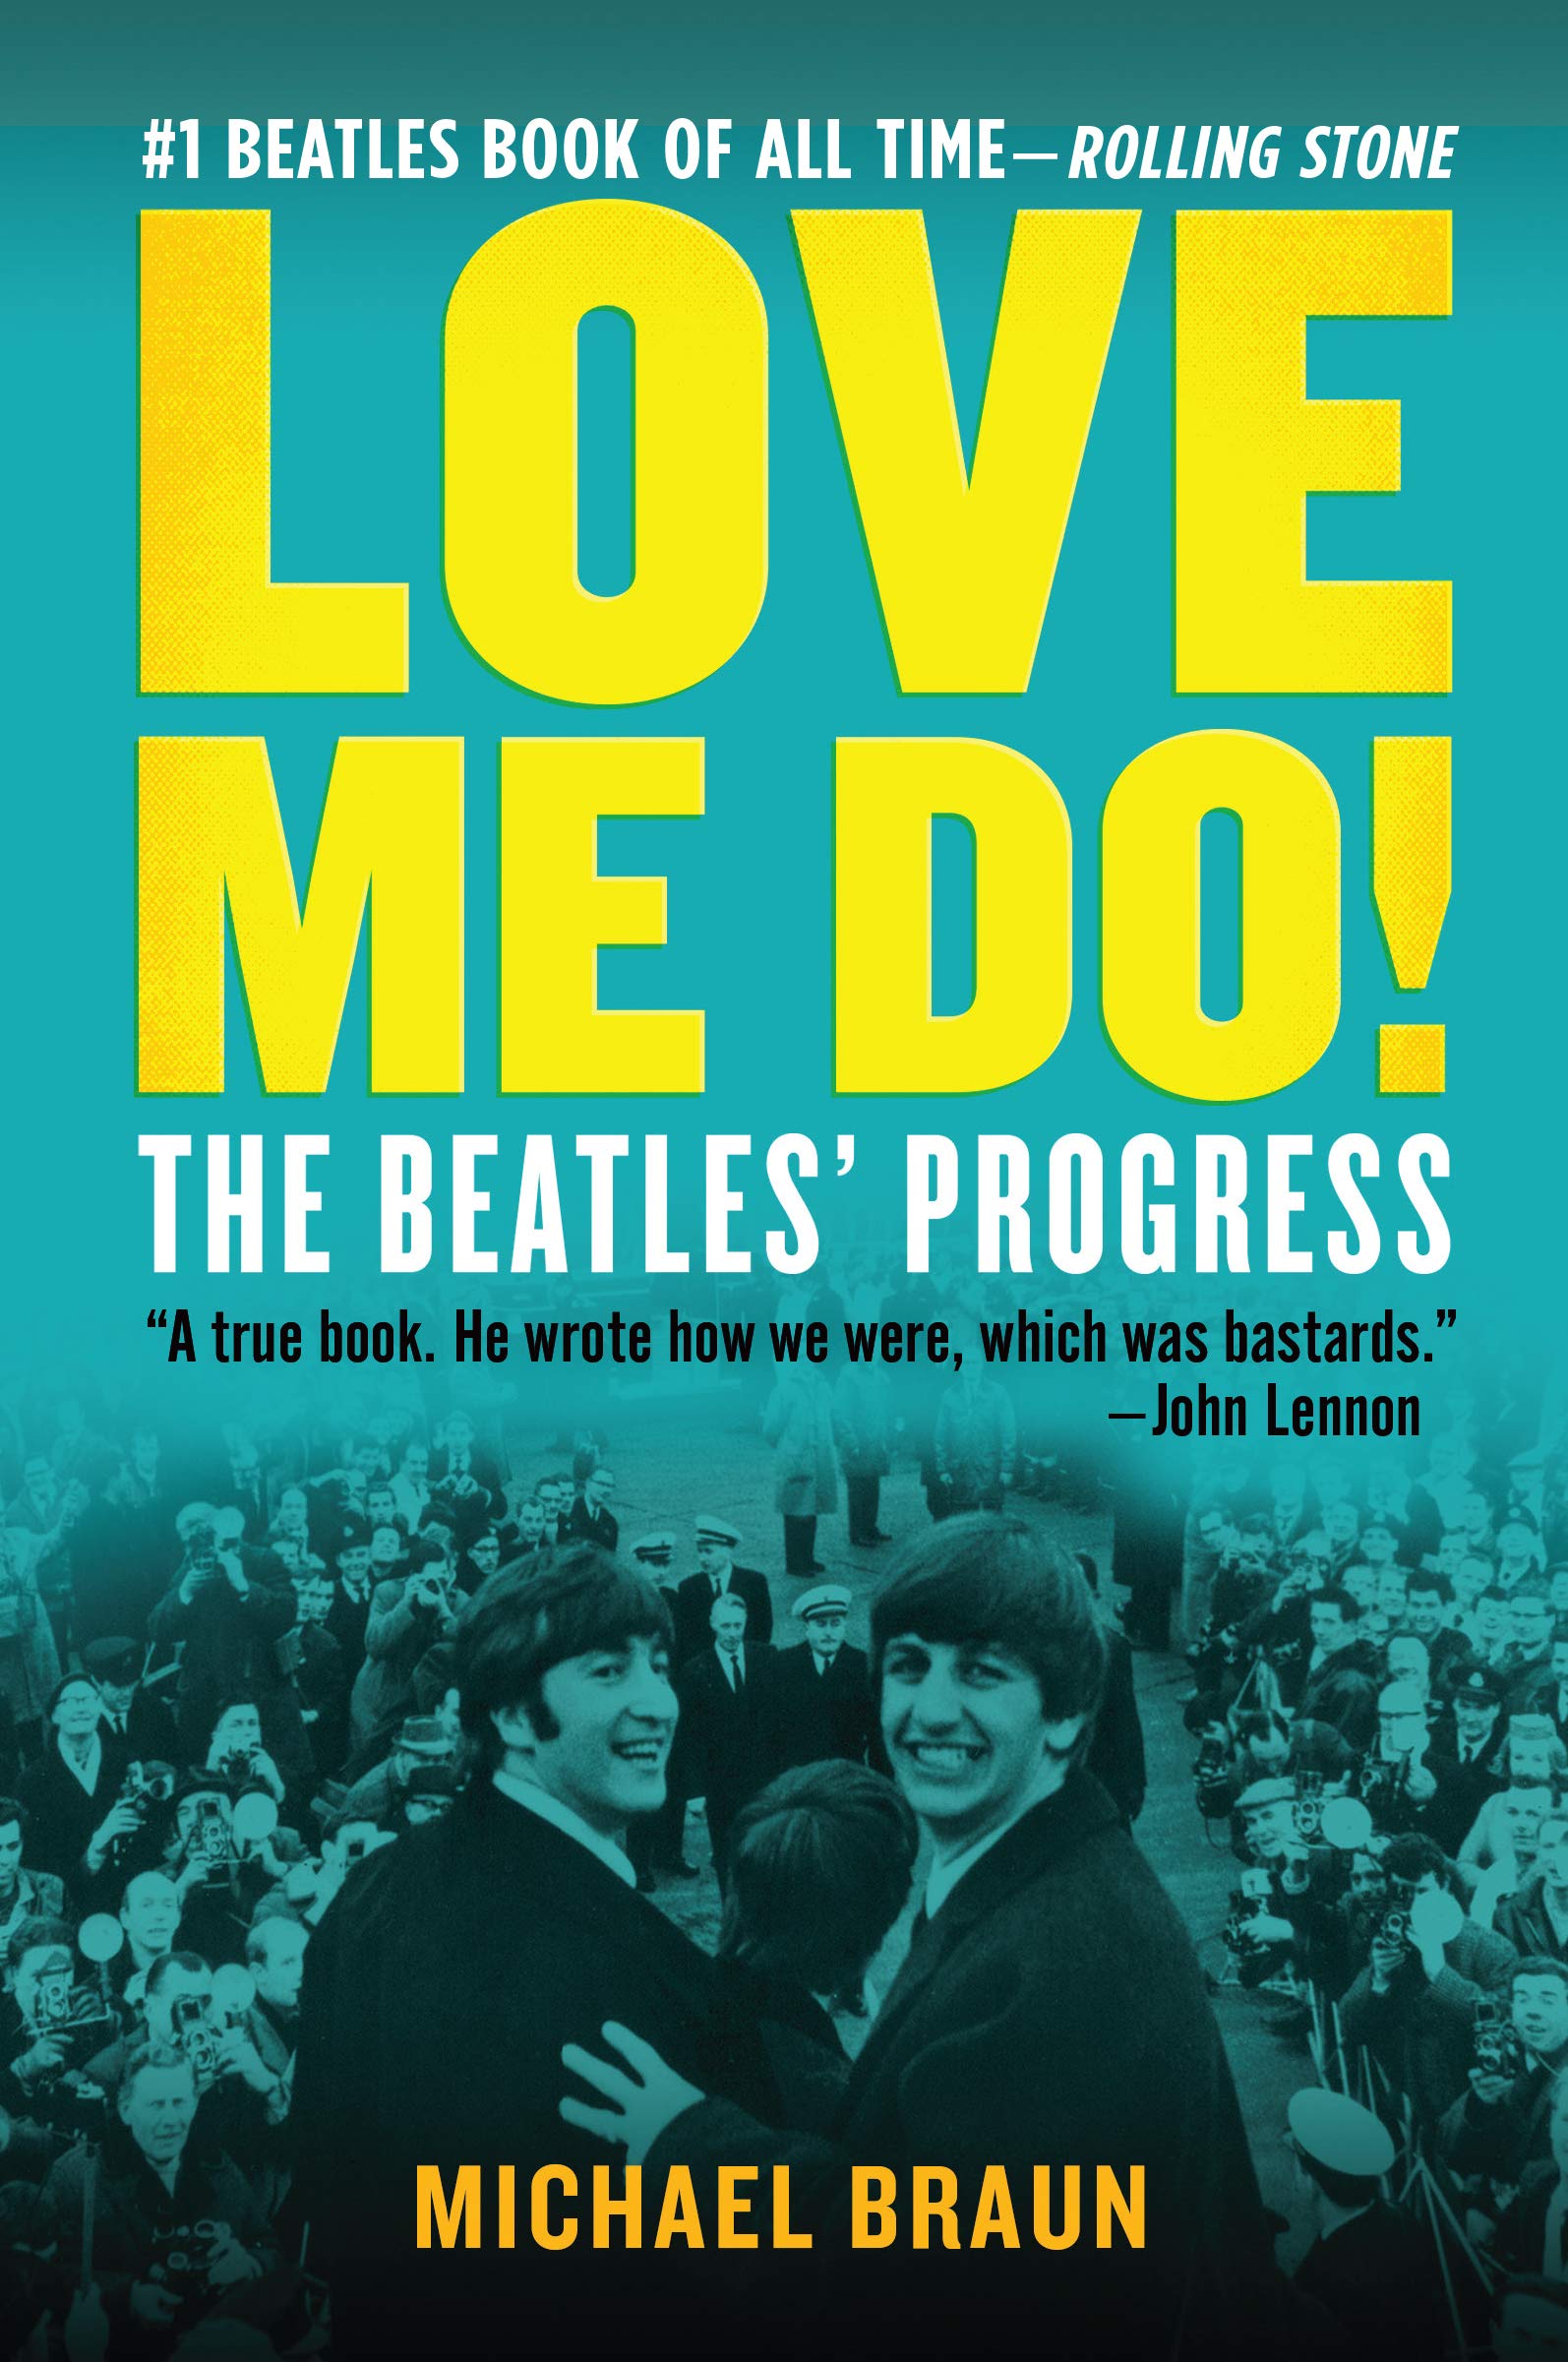 #1 BEATLES BOOK OF ALL TIME—ROLLING STONE
LOVE
ME DO!
THE BEATLES’ PROGRESS
“A true book. He wrote how we were, which was bastards.”
—John Lennon
MICHAEL BRAUN